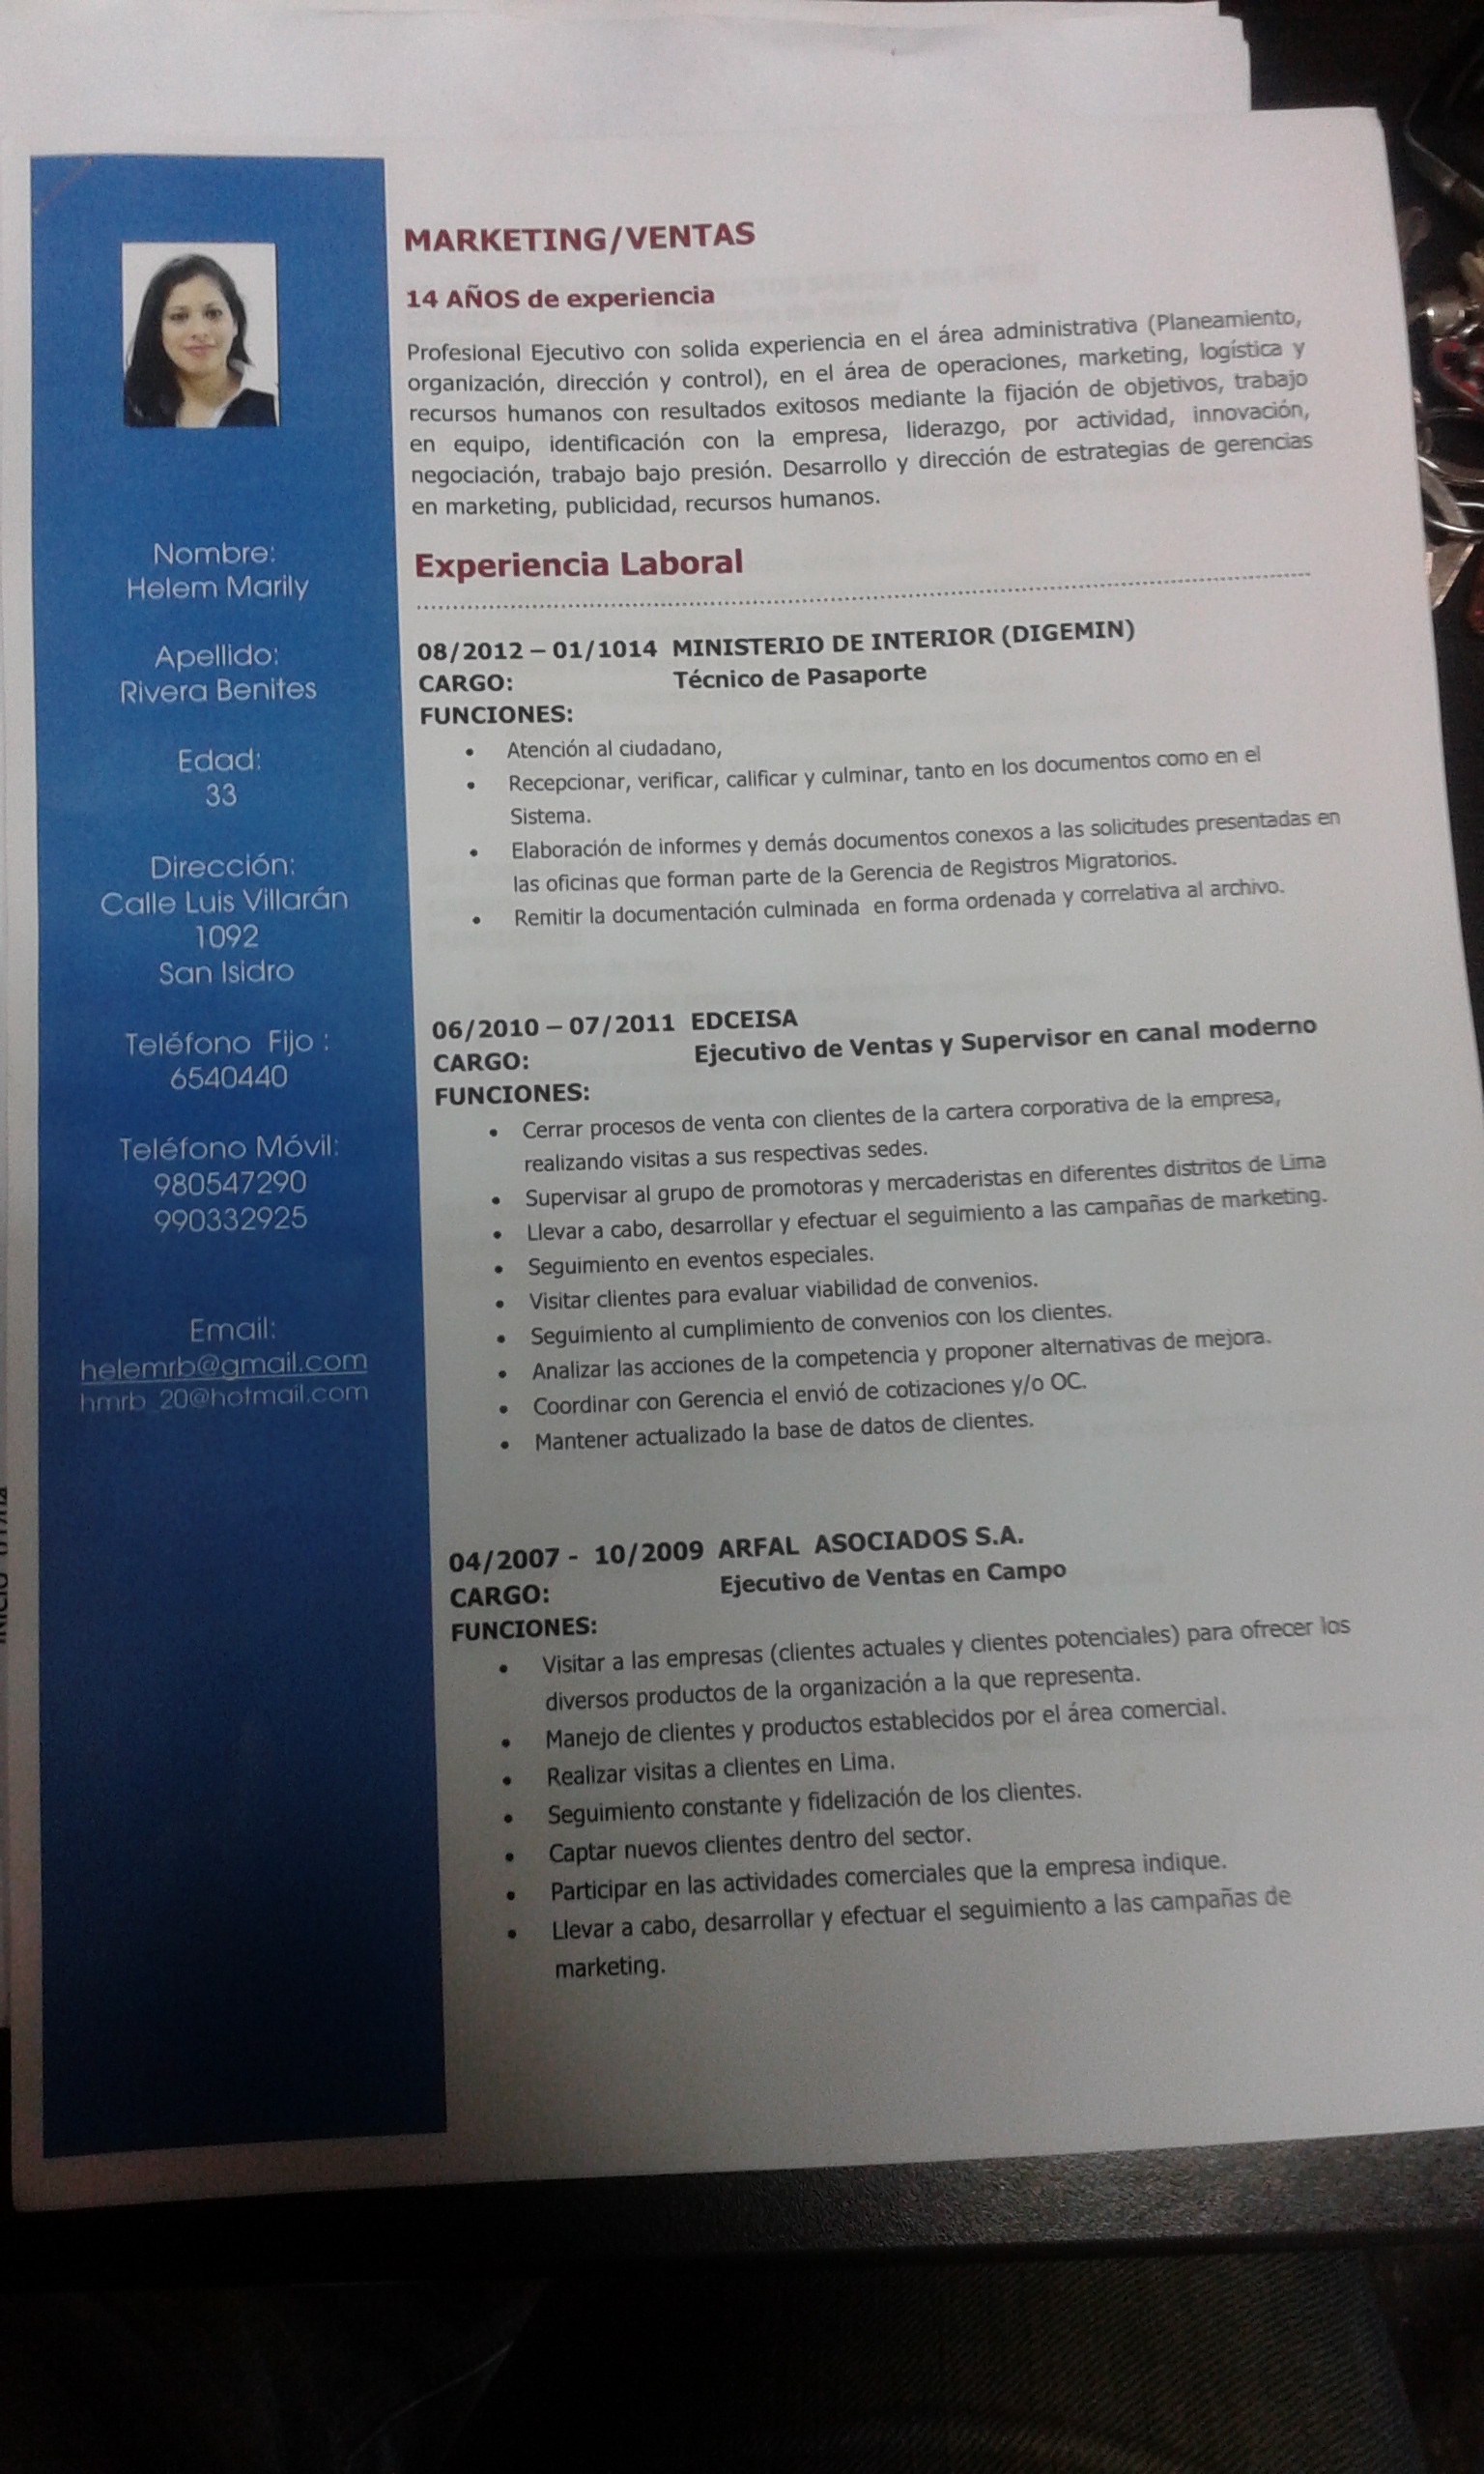 Nombre:
Helem Marily
Apellido:
Rivera Benites
Edad:
33
Dirección:
Calle Luis Villarán
1092
San Isidro
Teléfono Fijo :
6540440
Teléfono Móvil:
980547290
990332925
Email:
helemrb@gmail.com
hmrb_20@hotmail.com
MARKETING/VENTAS
14 AÑOS de experiencia
Profesional Ejecutivo con solida experiencia en el área administrativa (Planeamiento,
organización, dirección y control), en el área de operaciones, marketing, logística y
recursos humanos con resultados exitosos mediante la fijación de objetivos, trabajo
en equipo, identificación con la empresa, liderazgo, por actividad, innovación,
negociación, trabajo bajo presión. Desarrollo y dirección de estrategias de gerencias
en marketing, publicidad, recursos humanos.
Experiencia Laboral
08/2012 – 01/1014 MINISTERIO DE INTERIOR (DIGEMIN)
CARGO: Técnico de Pasaporte
FUNCIONES:
• Atención al ciudadano,
• Recepcionar, verificar, calificar y culminar, tanto en los documentos como en el
Sistema.
• Elaboración de informes y demás documentos conexos a las solicitudes presentadas en
las oficinas que forman parte de la Gerencia de Registros Migratorios.
• Remitir la documentación culminada en forma ordenada y correlativa al archivo.
06/2010 – 07/2011 EDCEISA
CARGO: Ejecutivo de Ventas y Supervisor en canal moderno
FUNCIONES:
• Cerrar procesos de venta con clientes de la cartera corporativa de la empresa,
realizando visitas a sus respectivas sedes.
• Supervisar al grupo de promotoras y mercaderistas en diferentes distritos de Lima
• Llevar a cabo, desarrollar y efectuar el seguimiento a las campañas de marketing.
• Seguimiento en eventos especiales.
• Visitar clientes para evaluar viabilidad de convenios.
• Seguimiento al cumplimiento de convenios con los clientes.
• Analizar las acciones de la competencia y proponer alternativas de mejora.
• Coordinar con Gerencia el envió de cotizaciones y/o OC.
• Mantener actualizado la base de datos de clientes.
04/2007 - 10/2009 ARFAL ASOCIADOS S.A.
CARGO: Ejecutivo de Ventas en Campo
FUNCIONES:
• Visitar a las empresas (clientes actuales y clientes potenciales) para ofrecer los
diversos productos de la organización a la que representa.
• Manejo de clientes y productos establecidos por el área comercial.
• Realizar visitas a clientes en Lima.
• Seguimiento constante y fidelización de los clientes.
• Captar nuevos clientes dentro del sector.
• Participar en las actividades comerciales que la empresa indique.
• Llevar a cabo, desarrollar y efectuar el seguimiento a las campañas de
marketing.